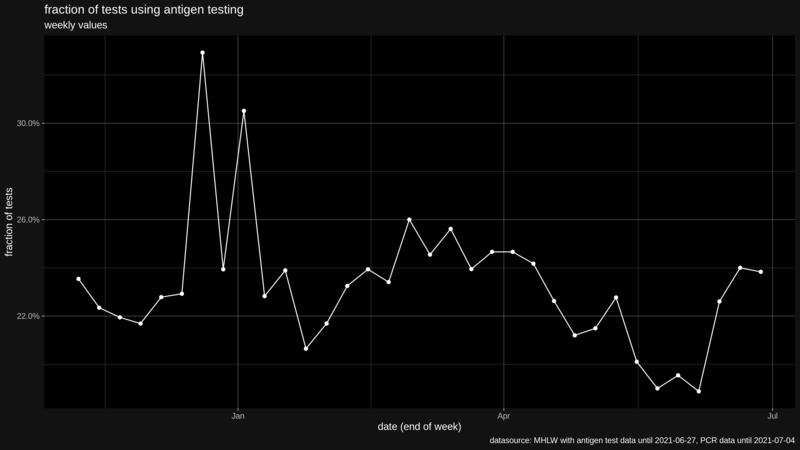 fraction of tests using antigen testing
weekly values
30.0%
26.0%
22.0%
fraction of tests
Jan
Apr
Jul
date (end of week)
datasource: MHLW with antigen test data until 2021-06-27, PCR data until 2021-07-04